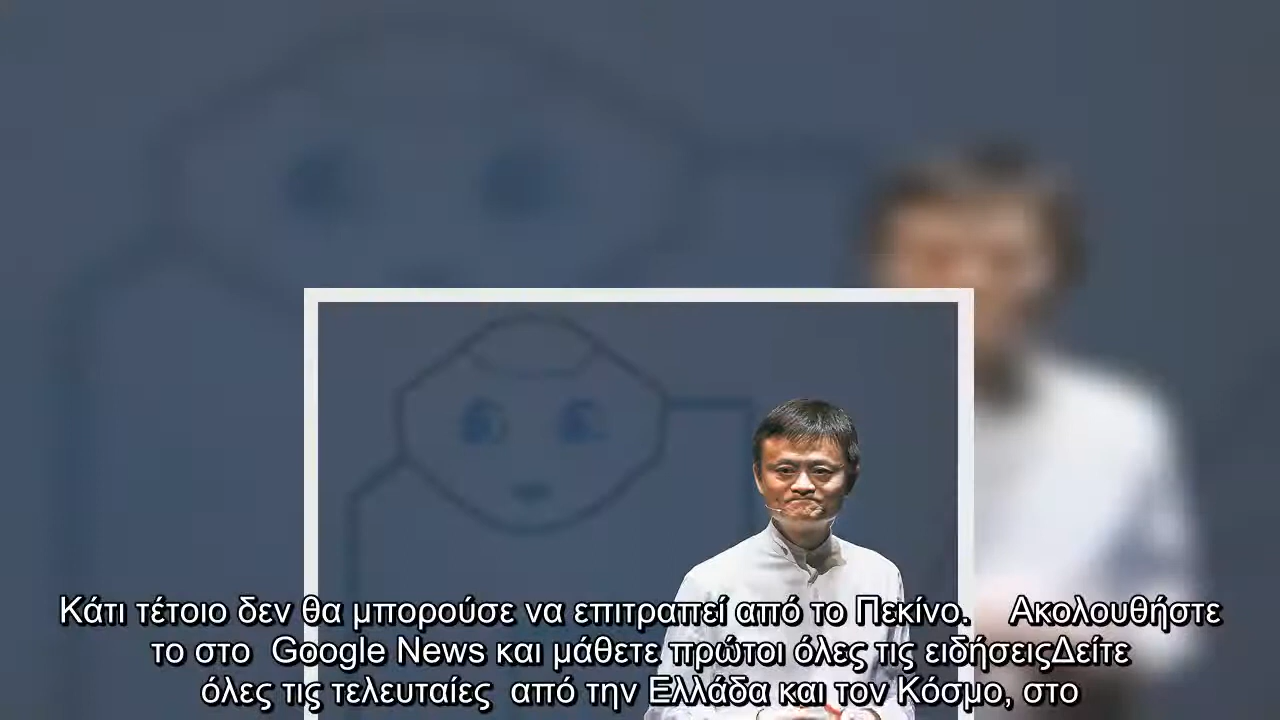 Κάτι τέτοιο δεν θα μπορούσε να επιτραπεί από το Πεκίνο. Ακολουθήστε
το στο Google News και μάθετε πρώτοι όλες τις ειδήσειςΔείτε
όλες τις τελευταίες από την Ελλάδα και τον Κόσμο, στο